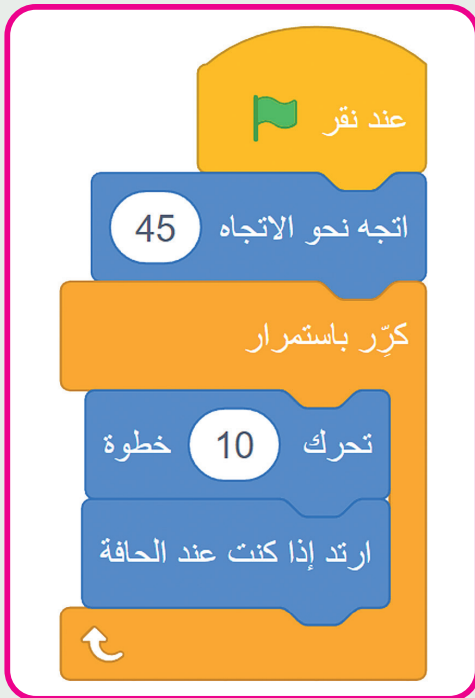 عند نقر
اتجه نحو الاتجاه 45
كرّر باستمرار
تحرك 10 خطوة
ارتد إذا كنت عند الحافة